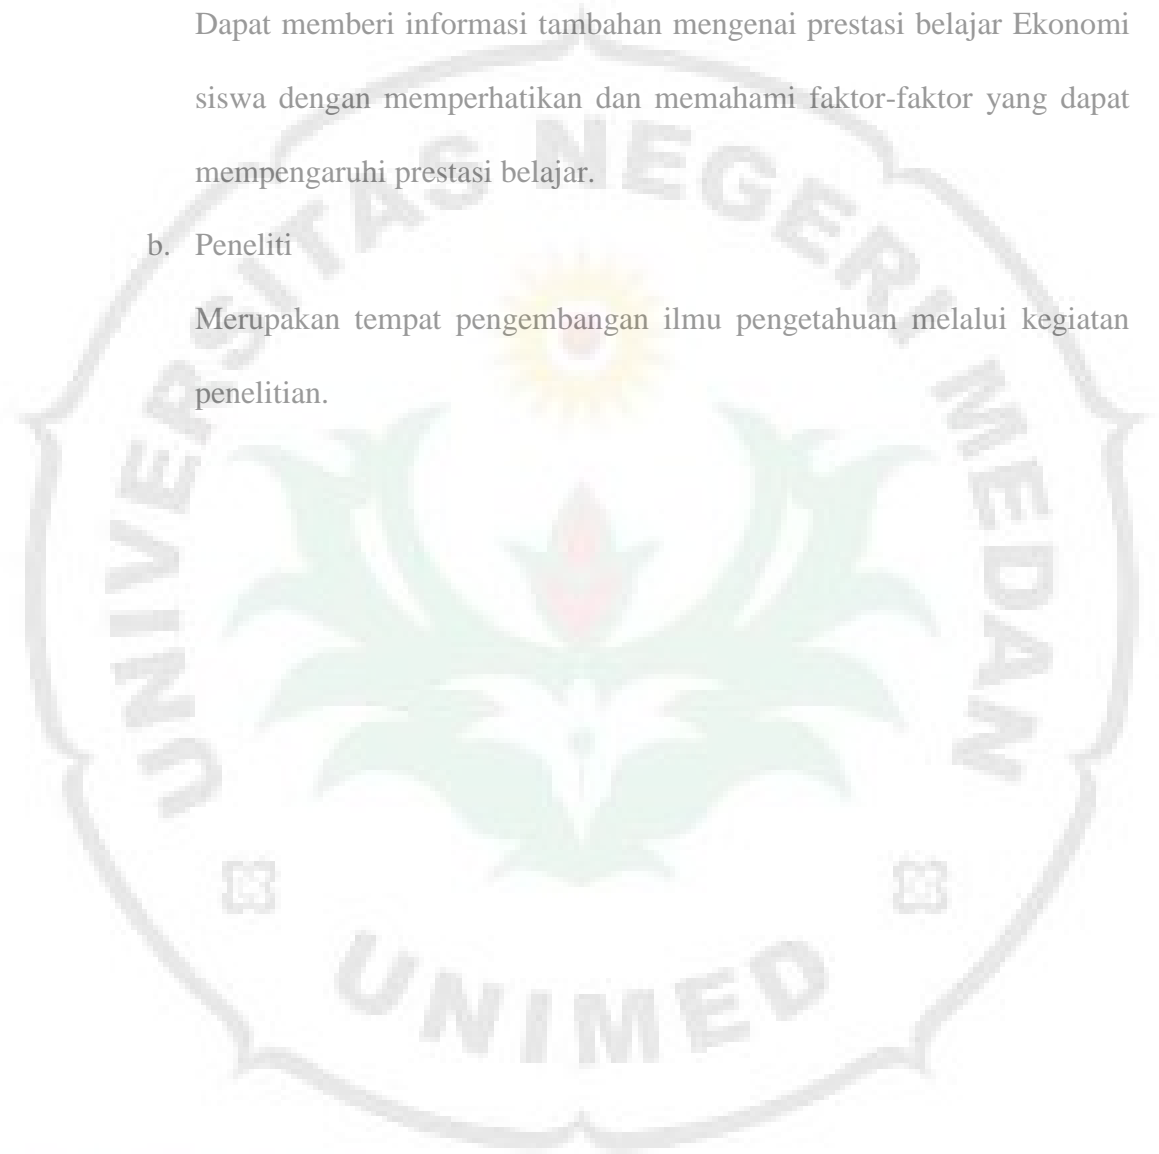 Dapat memberi informasi tambahan mengenai prestasi belajar Ekonomi
siswa dengan memperhatikan dan memahami faktor-faktor yang dapat
mempengaruhi prestasi belajar.
b. Peneliti
Merupakan tempat pengembangan ilmu pengetahuan melalui kegiatan
penelitian.
UNIVERSITAS NEGERI MEDAN
UNIMED